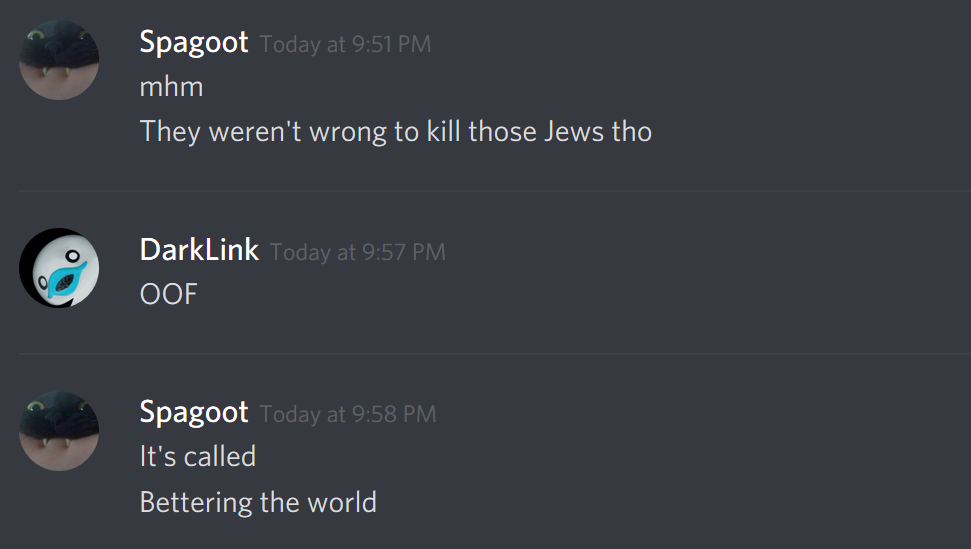 Spagoot Today at 9:51 PM
mhm
They weren't wrong to kill those Jews tho
DarkLink Today at 9:57 PM
OOF
Spagoot Today at 9:58 PM
It's called
Bettering the world